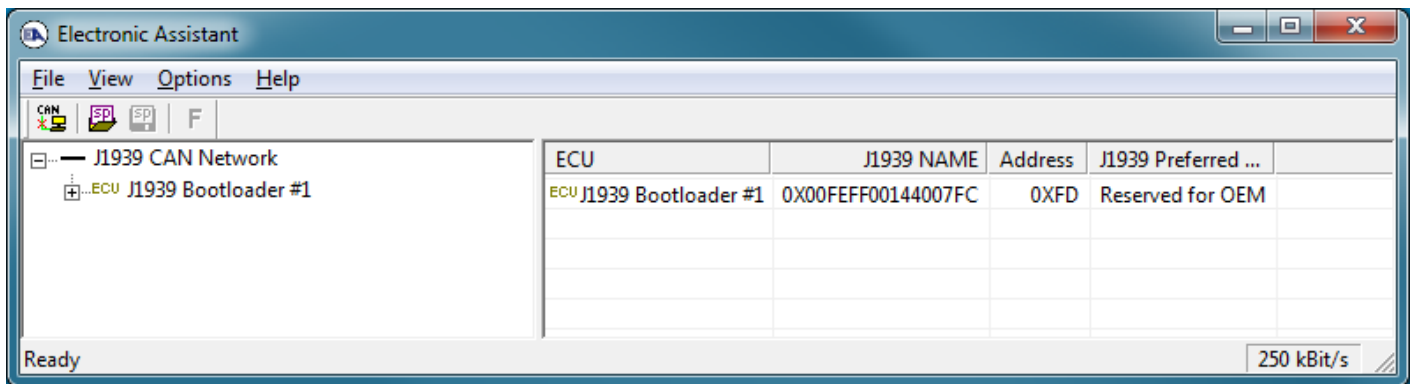 Electronic Assistant
File View Options Help
CAN SP SP F
J1939 CAN Network
ECU J1939 Bootloader #1
ECU J1939 NAME Address J1939 Preferred ...
ECU J1939 Bootloader #1 0X00FEFF00144007FC 0XFD Reserved for OEM
Ready 250 kBit/s